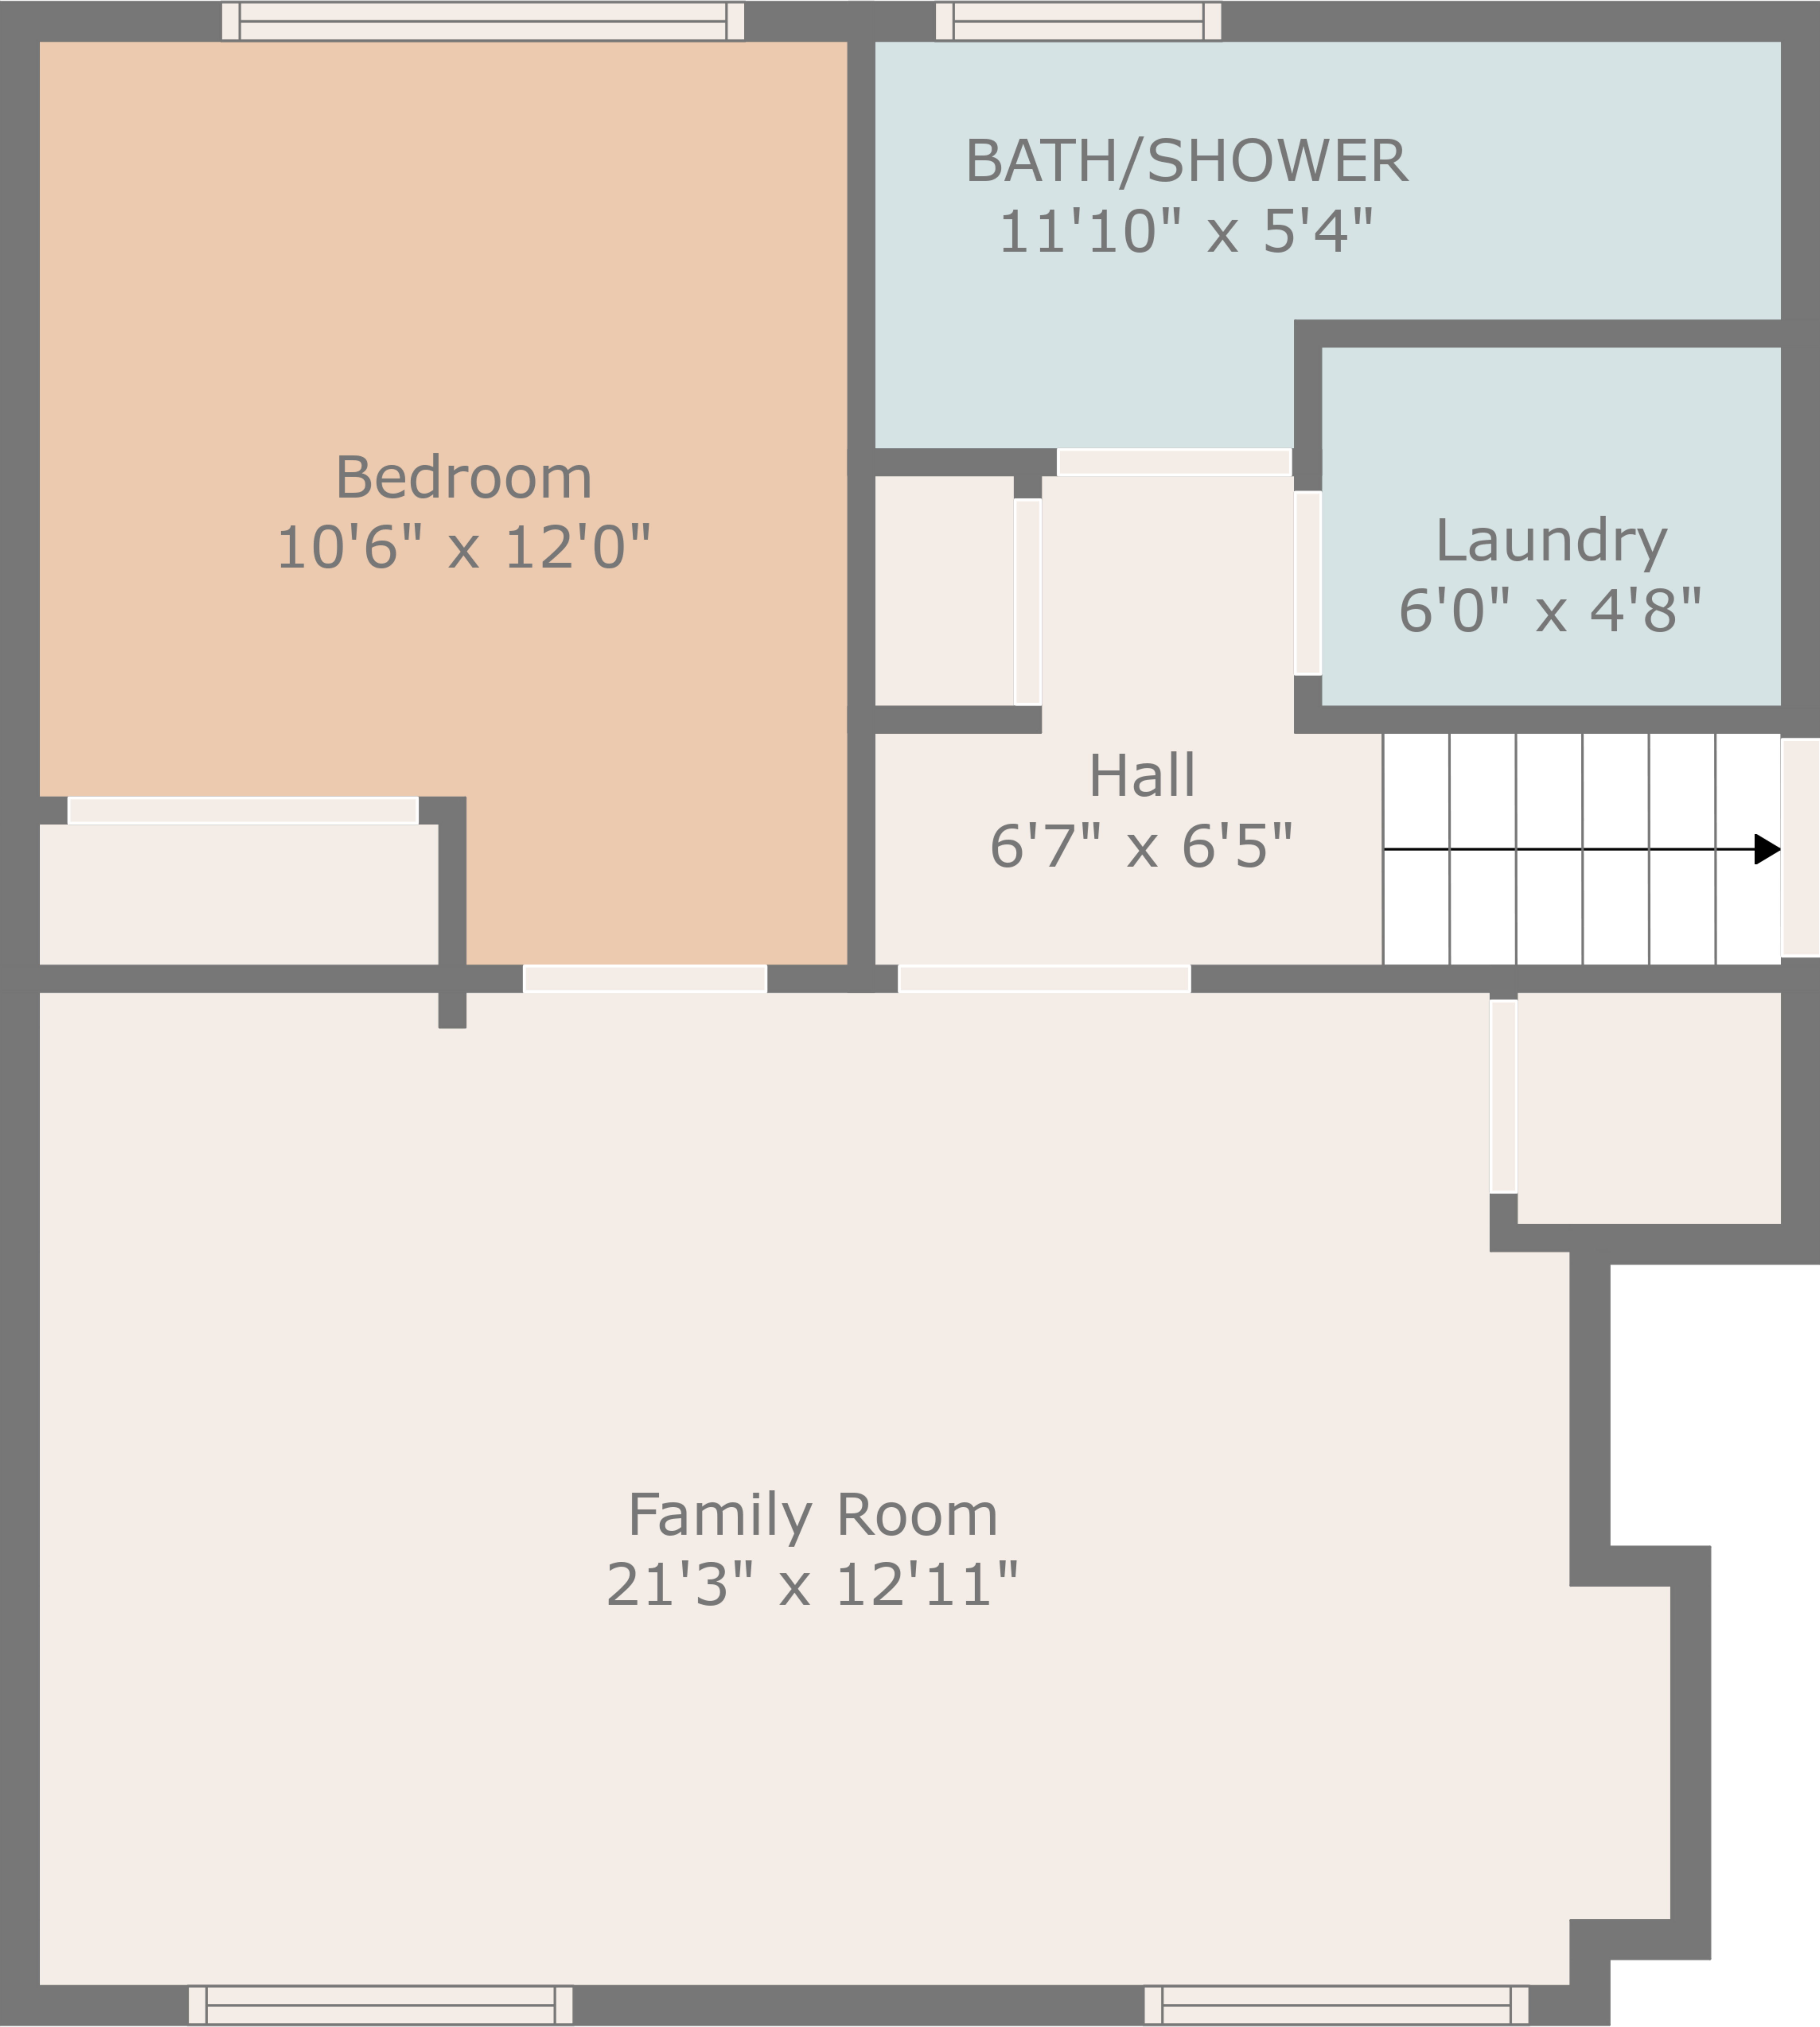 BATH/SHOWER
11'10" x 5'4"
Bedroom
10'6" x 12'0"
Laundry
6'0" x 4'8"
Hall
6'7" x 6'5"
Family Room
21'3" x 12'11"